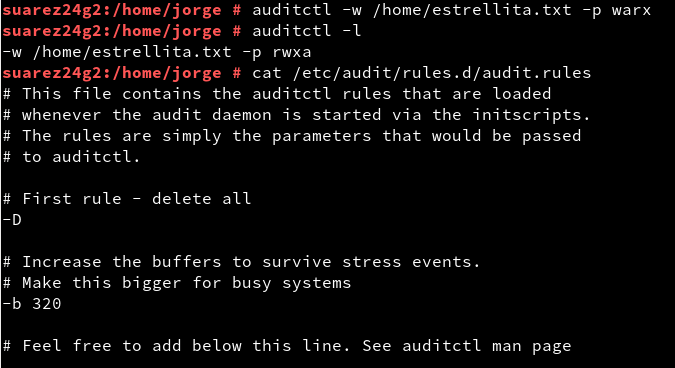 suarez24g2:/home/jorge # auditctl -w /home/estrellita.txt -p warx
suarez24g2:/home/jorge # auditctl -l
-w /home/estrellita.txt -p rwxa
suarez24g2:/home/jorge # cat /etc/audit/rules.d/audit.rules
# This file contains the auditctl rules that are loaded
# whenever the audit daemon is started via the initscripts.
# The rules are simply the parameters that would be passed
# to auditctl.
# First rule - delete all
-D
# Increase the buffers to survive stress events.
# Make this bigger for busy systems
-b 320
# Feel free to add below this line. See auditctl man page